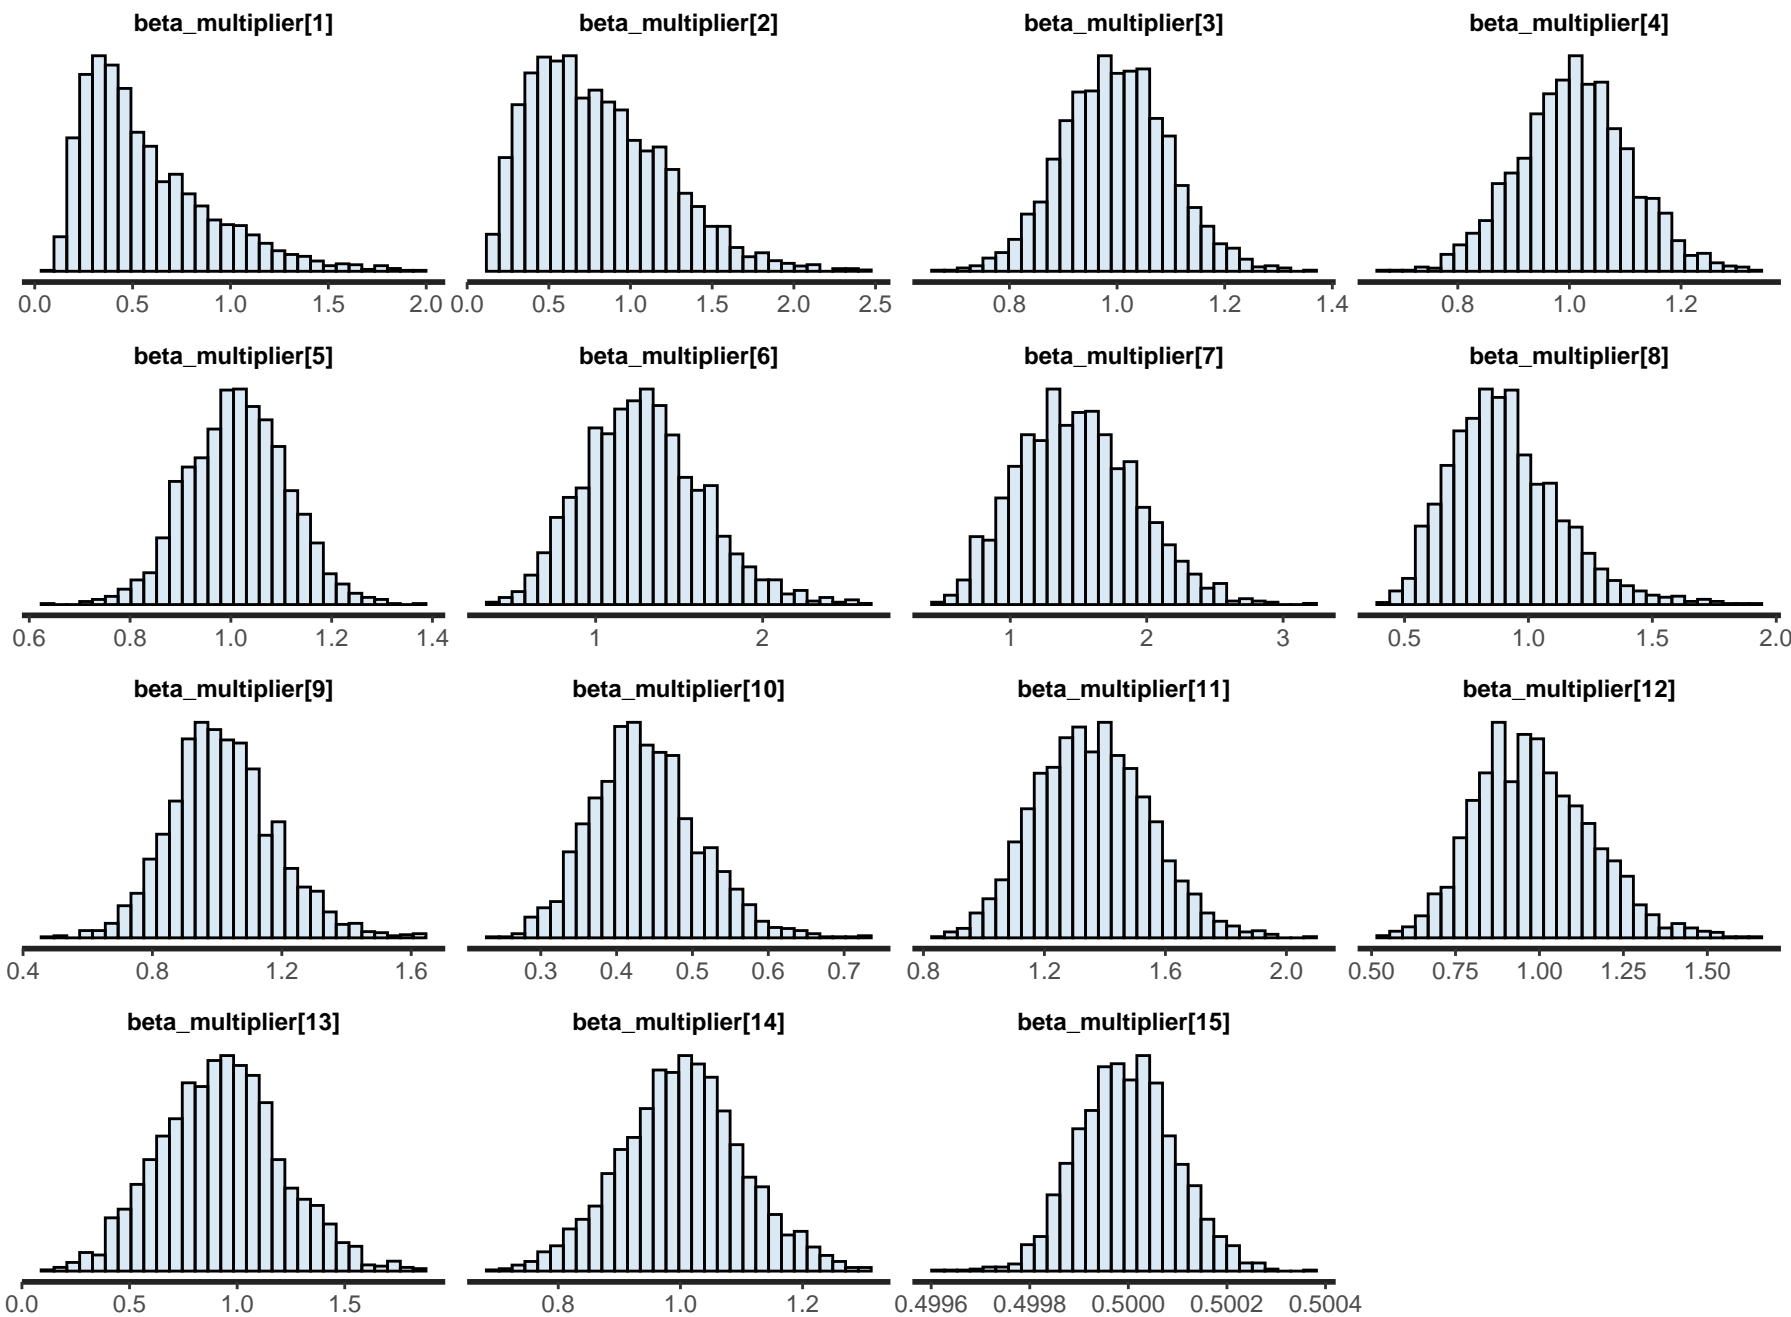 beta_multiplier[1] beta_multiplier[2] beta_multiplier[3] beta_multiplier[4]
0.0 0.5 1.0 1.5 2.0 0.0 0.5 1.0 1.5 2.0 2.5 0.8 1.0 1.2 1.4 0.8 1.0 1.2
beta_multiplier[5] beta_multiplier[6] beta_multiplier[7] beta_multiplier[8]
0.6 0.8 1.0 1.2 1.4 1 2 1 2 3 0.5 1.0 1.5 2.0
beta_multiplier[9] beta_multiplier[10] beta_multiplier[11] beta_multiplier[12]
0.4 0.8 1.2 1.6 0.3 0.4 0.5 0.6 0.7 0.8 1.2 1.6 2.0 0.50 0.75 1.00 1.25 1.50
beta_multiplier[13] beta_multiplier[14] beta_multiplier[15]
0.0 0.5 1.0 1.5 0.8 1.0 1.2 0.4996 0.4998 0.5000 0.5002 0.5004